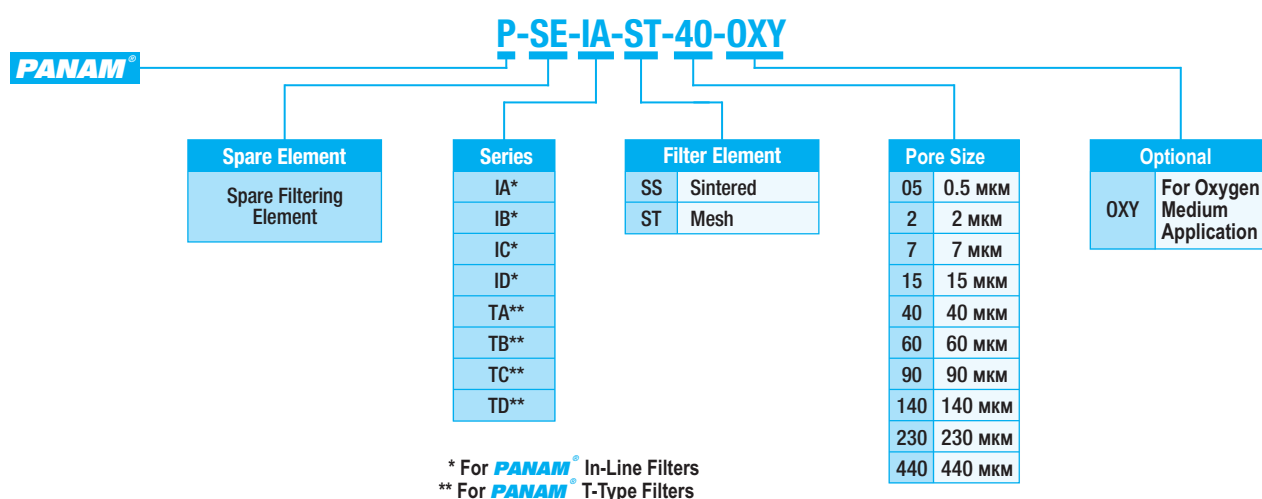 P-SE-IA-ST-40-OXY
PANAM®
Spare Element
Spare Filtering
Element
Series
IA*
IB*
IC*
ID*
TA**
TB**
TC**
TD**
Filter Element
SS Sintered
ST Mesh
Pore Size
05 0.5 мкм
2 2 мкм
7 7 мкм
15 15 мкм
40 40 мкм
60 60 мкм
90 90 мкм
140 140 мкм
230 230 мкм
440 440 мкм
Optional
OXY For Oxygen
Medium
Application
* For PANAM® In-Line Filters
** For PANAM® T-Type Filters